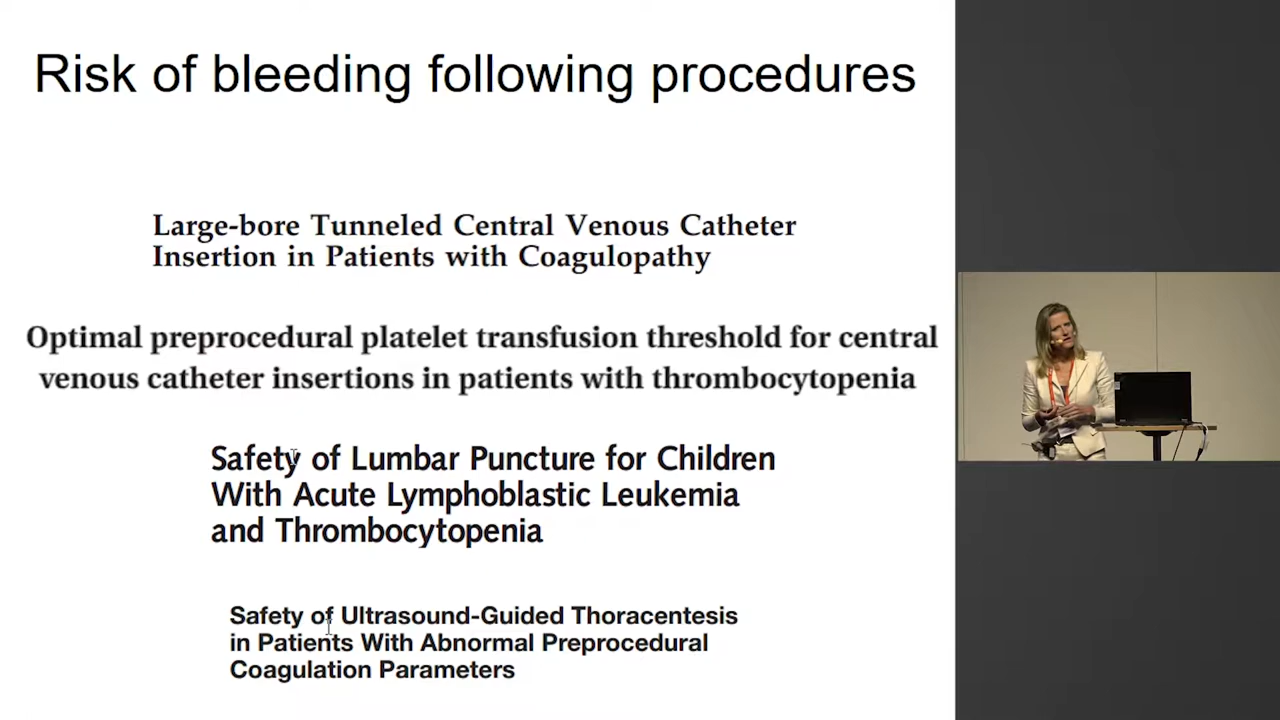 Risk of bleeding following procedures
Large-bore Tunneled Central Venous Catheter
Insertion in Patients with Coagulopathy
Optimal preprocedural platelet transfusion threshold for central
venous catheter insertions in patients with thrombocytopenia
Safety of Lumbar Puncture for Children
With Acute Lymphoblastic Leukemia
and Thrombocytopenia
Safety of Ultrasound-Guided Thoracentesis
in Patients With Abnormal Preprocedural
Coagulation Parameters